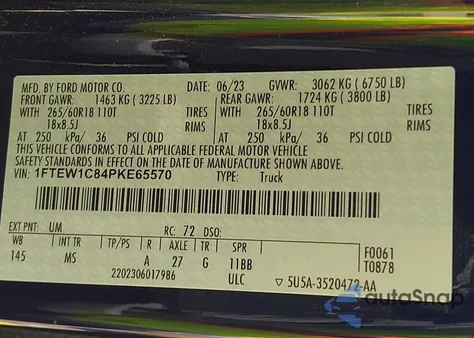 MFD. BY FORD MOTOR CO.
DATE: 06/23 GVWR: 3062 KG (6750 LB)
FRONT GAWR: 1463 KG (3225 LB) REAR GAWR: 1724 KG (3800 LB)
WITH 265/60R18 110T TIRES WITH 265/60R18 110T TIRES
18x8.5J RIMS 18x8.5J RIMS
AT 250 kPa/ 36 PSI COLD AT 250 kPa/ 36 PSI COLD
THIS VEHICLE CONFORMS TO ALL APPLICABLE FEDERAL MOTOR VEHICLE
SAFETY STANDARDS IN EFFECT ON THE DATE OF MANUFACTURE SHOWN ABOVE.
VIN: 1FTEW1C84PKE65570 TYPE: Truck
EXT PNT: UM RC: 72 DSO:
WB INT TR TP/PS R AXLE TR SPR
145 MS A 27 G 11BB
2202306017986 ULC
F0061
T0878
5U5A-3520472-AA
autoSnap